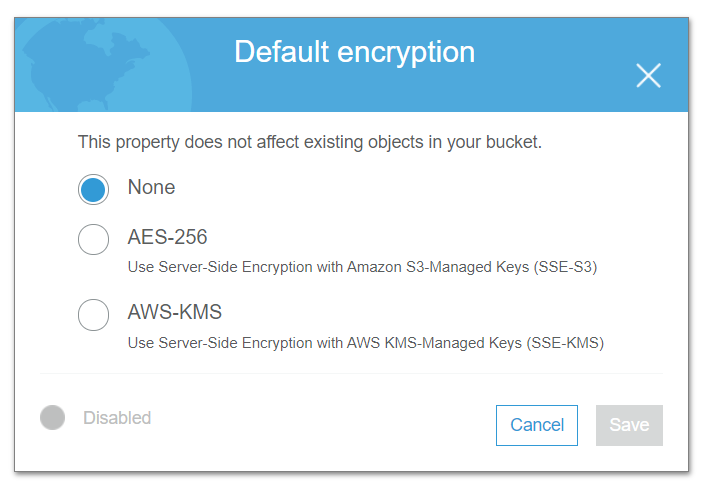 Default encryption
This property does not affect existing objects in your bucket.
None
AES-256
Use Server-Side Encryption with Amazon S3-Managed Keys (SSE-S3)
AWS-KMS
Use Server-Side Encryption with AWS KMS-Managed Keys (SSE-KMS)
Disabled
Cancel
Save